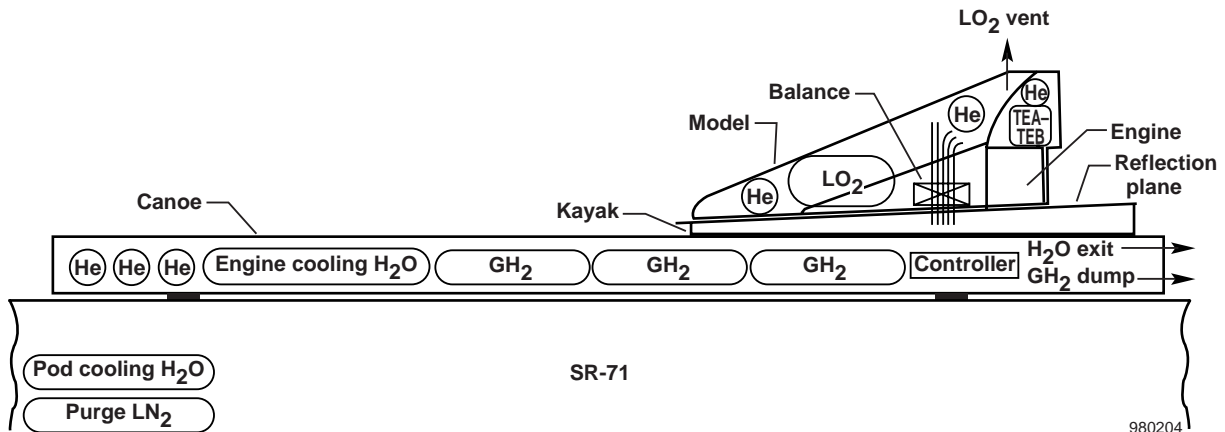 LO2 vent
Balance
He
He
TEA–
TEB
Engine
Model
Reflection
plane
LO2
He
Canoe
Kayak
He He He Engine cooling H2O GH2 GH2 GH2 Controller
H2O exit
GH2 dump
Pod cooling H2O
SR-71
Purge LN2
980204